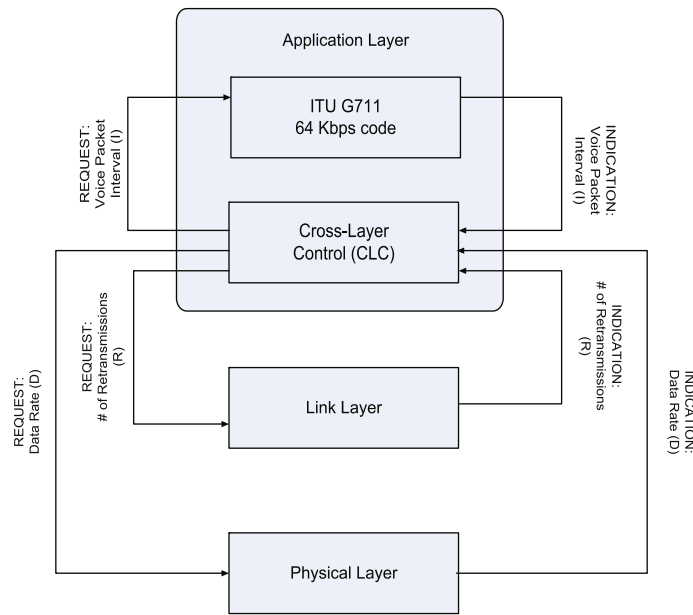 Application Layer
ITU G711
64 Kbps code
REQUEST:
Voice Packet
Interval (I)
INDICATION:
Voice Packet
Interval (I)
Cross-Layer
Control (CLC)
REQUEST:
# of Retransmissions
(R)
INDICATION:
# of Retransmissions
(R)
REQUEST:
Data Rate (D)
INDICATION:
Data Rate (D)
Link Layer
Physical Layer